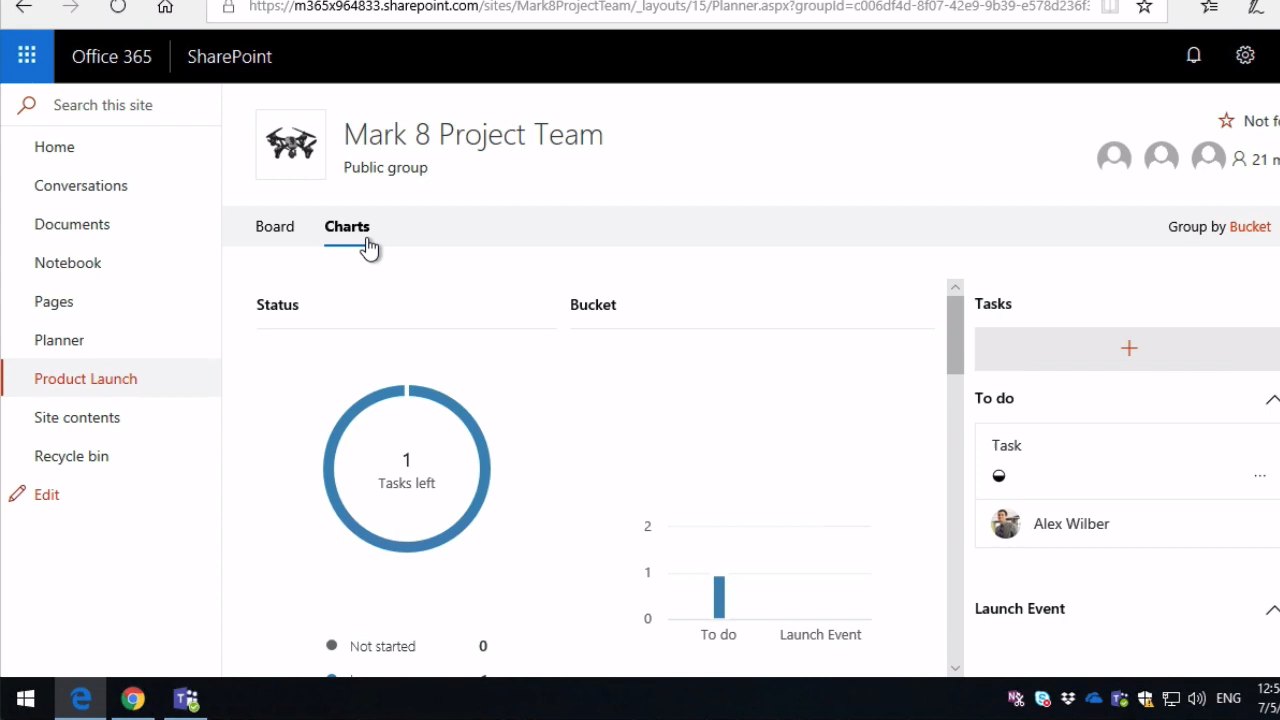 https://m365x964833.sharepoint.com/sites/Mark8ProjectTeam/_layouts/15/Planner.aspx?groupId=c006df4d-8f07-42e9-9b39-e578d236f
Office 365
SharePoint
Search this site
Home
Conversations
Documents
Notebook
Pages
Planner
Product Launch
Site contents
Recycle bin
Edit
Mark 8 Project Team
Public group
Not f
21 m
Board
Charts
Group by Bucket
Status
Bucket
1
Tasks left
Not started 0
2
1
0
To do
Launch Event
Tasks
+
To do
Task
...
Alex Wilber
Launch Event
ENG
12:5
7/5/